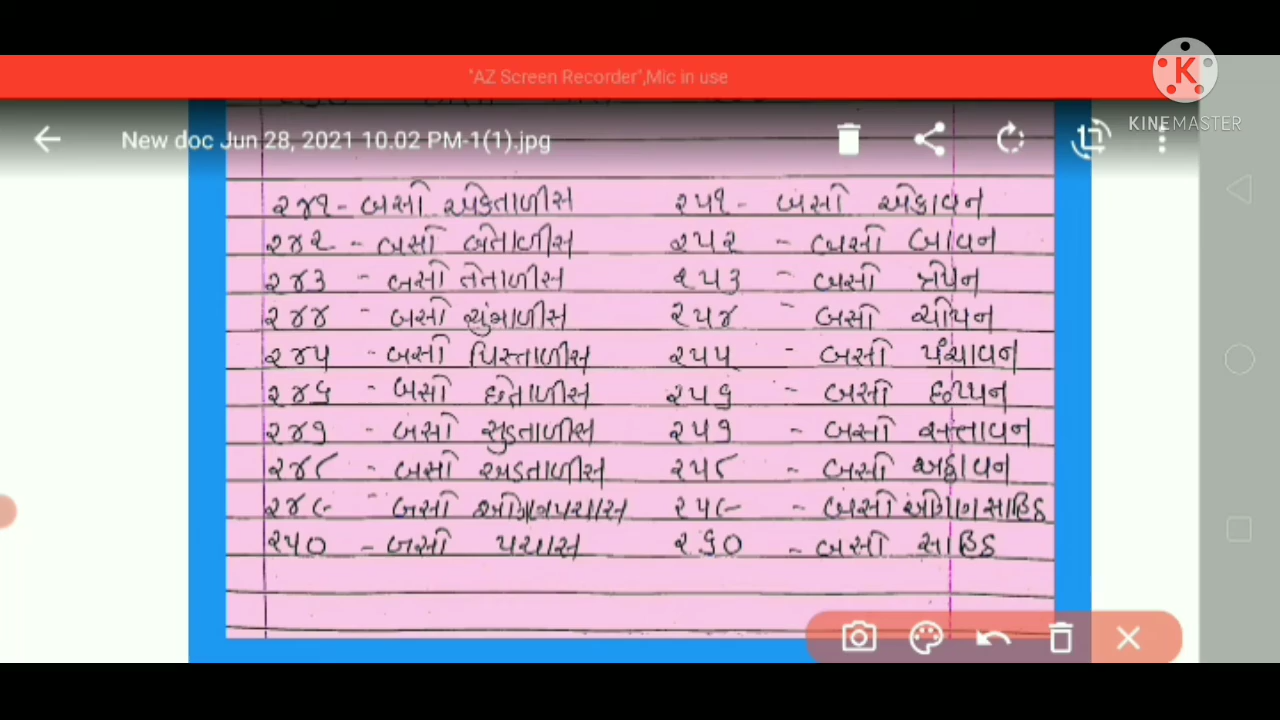 "AZ Screen Recorder",Mic in use
K
KINEMASTER
New doc Jun 28, 2021 10.02 PM-1(1).jpg
૨૪૧ - બસો એકતાળીસ ૨૫૧ - બસો એકાવન
૨૪૨ - બસો બેતાળીસ ૨૫૨ - બસો બાવન
૨૪૩ - બસો તેતાળીસ ૨૫૩ - બસો ત્રેપન
૨૪૪ - બસો ચુંમાળીસ ૨૫૪ - બસો ચોપન
૨૪૫ - બસો પિસ્તાળીસ ૨૫૫ - બસો પંચાવન
૨૪૬ - બસો છેતાળીસ ૨૫૬ - બસો છપ્પન
૨૪૭ - બસો સુડતાળીસ ૨૫૭ - બસો સત્તાવન
૨૪૮ - બસો અડતાળીસ ૨૫૮ - બસો અઠ્ઠાવન
૨૪૯ - બસો ઓગણપચાસ ૨૫૯ - બસો ઓગણસાહિઠ
૨૫૦ - બસો પચાસ ૨૬૦ - બસો સાહિઠ